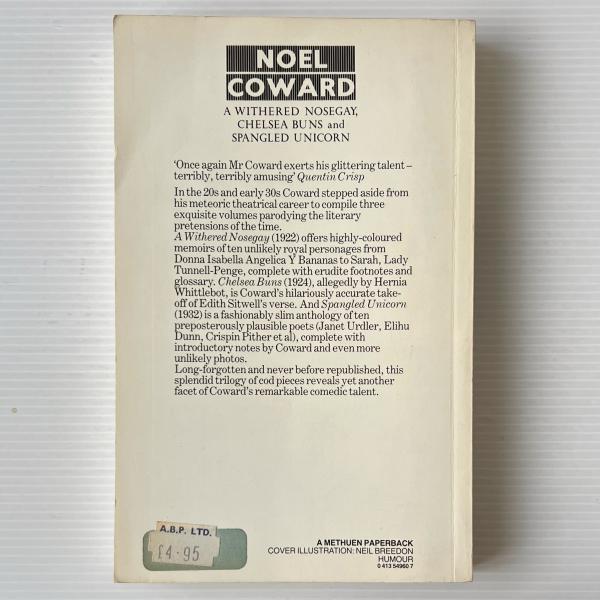 NOEL
COWARD
A WITHERED NOSEGAY,
CHELSEA BUNS and
SPANGLED UNICORN
'Once again Mr Coward exerts his glittering talent –
terribly, terribly amusing' Quentin Crisp
In the 20s and early 30s Coward stepped aside from
his meteoric theatrical career to compile three
exquisite volumes parodying the literary
pretensions of the time.
A Withered Nosegay (1922) offers highly-coloured
memoirs of ten unlikely royal personages from
Donna Isabella Angelica Y Bananas to Sarah, Lady
Tunnell-Penge, complete with erudite footnotes and
glossary. Chelsea Buns (1924), allegedly by Hernia
Whittlebot, is Coward's hilariously accurate take-
off of Edith Sitwell's verse. And Spangled Unicorn
(1932) is a fashionably slim anthology of ten
preposterously plausible poets (Janet Urdler, Elihu
Dunn, Crispin Pither et al), complete with
introductory notes by Coward and even more
unlikely photos.
Long-forgotten and never before republished, this
splendid trilogy of cod pieces reveals yet another
facet of Coward's remarkable comedic talent.
A.B.P. LTD.
£4·95
A METHUEN PAPERBACK
COVER ILLUSTRATION: NEIL BREEDON
HUMOUR
0 413 54960 7